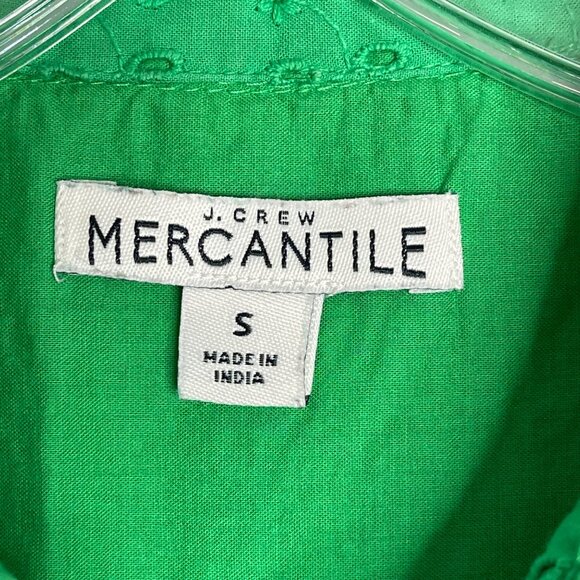 J. CREW
MERCANTILE
S
MADE IN
INDIA